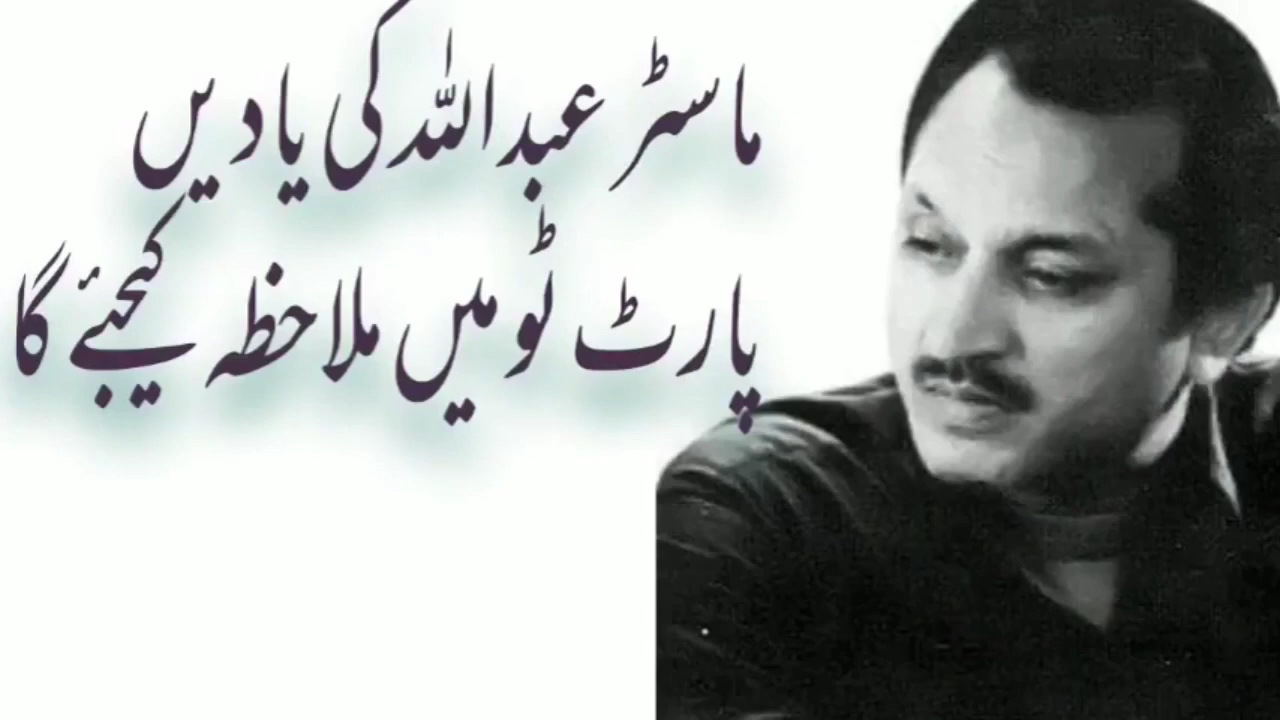 ماسٹر عبداللہ کی یادیں
پارٹ ٹو میں ملاحظہ کیجئے گا